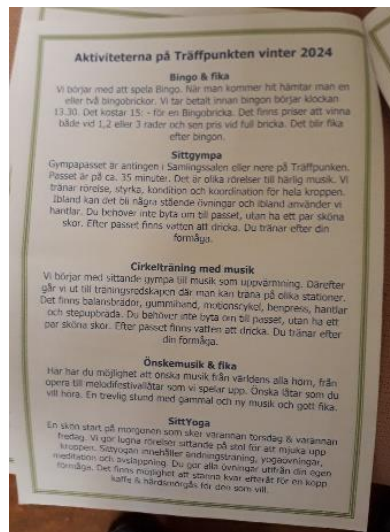 Aktiviteterna på Träffpunkten vinter 2024
Bingo & fika
Vi börjar med att spela Bingo. När man kommer hit hämtar man en
eller två bingobrickor. Vi tar betalt innan bingon börjar klockan
13.30. Det kostar 15: - för en Bingobricka. Det finns priser att vinna
både vid 1,2 eller 3 rader och sen pris vid full bricka. Det blir fika
efter bingon.
Sittgympa
Gympapasset är antingen i Samlingssalen eller nere på Träffpunken.
Passet är på ca. 35 minuter. Det är olika rörelser till härlig musik. Vi
tränar rörelse, styrka, kondition och koordination för hela kroppen.
Ibland kan det bli några stående övningar och ibland använder vi
hantlar. Du behöver inte byta om till passet, utan ha ett par sköna
skor. Efter passet finns vatten att dricka. Du tränar efter din
förmåga.
Cirkelträning med musik
Vi börjar med sittande gympa till musik som uppvärmning. Därefter
går vi ut till träningsredskapen där man kan träna på olika stationer.
Det finns balansbrädor, gummiband, motionscykel, benpress, hantlar
och stepupbräda. Du behöver inte byta om till passet, utan ha ett
par sköna skor. Efter passet finns vatten att dricka. Du tränar efter
din förmåga.
Önskemusik & fika
Här har du möjlighet att önska musik från världens alla hörn, från
opera till melodifestivallåtar som vi spelar upp. Önska låtar som du
vill höra. En trevlig stund med gammal och ny musik och gott fika.
SittYoga
En skön start på morgonen som sker varannan torsdag & varannan
fredag. Vi gör lugna rörelser sittande på stol för att mjuka upp
kroppen. Sittyogan innehåller andningsträning, yogaövningar,
meditation och avslappning. Du gör alla övningar utifrån din egen
förmåga. Det finns möjlighet att stanna kvar efteråt för en kopp
kaffe & hårdsmörgås för den som vill.